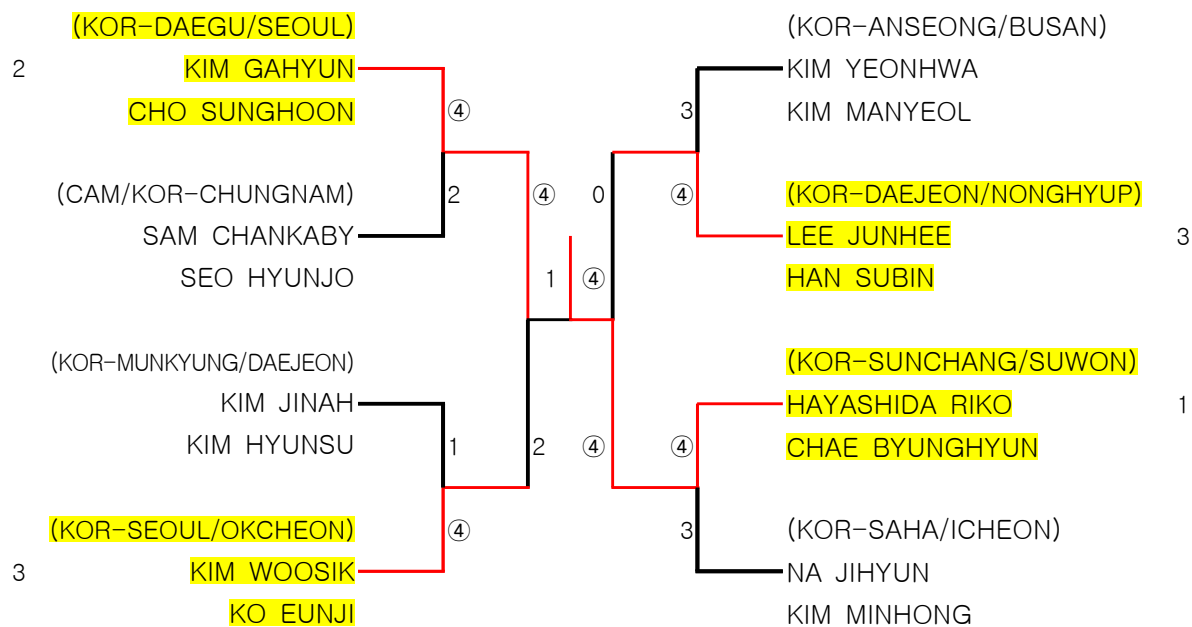 (KOR-DAEGU/SEOUL)
2
KIM GAHYUN
CHO SUNGHOON
④
(CAM/KOR-CHUNGNAM)
2
SAM CHANKABY
SEO HYUNJO
④
1
(KOR-MUNKYUNG/DAEJEON)
KIM JINAH
KIM HYUNSU
1
2
(KOR-SEOUL/OKCHEON)
④
3
KIM WOOSIK
KO EUNJI
(KOR-ANSEONG/BUSAN)
KIM YEONHWA
3
KIM MANYEOL
0
④
(KOR-DAEJEON/NONGHYUP)
LEE JUNHEE
3
④
HAN SUBIN
(KOR-SUNCHANG/SUWON)
HAYASHIDA RIKO
1
④
④
CHAE BYUNGHYUN
3
(KOR-SAHA/ICHEON)
NA JIHYUN
KIM MINHONG